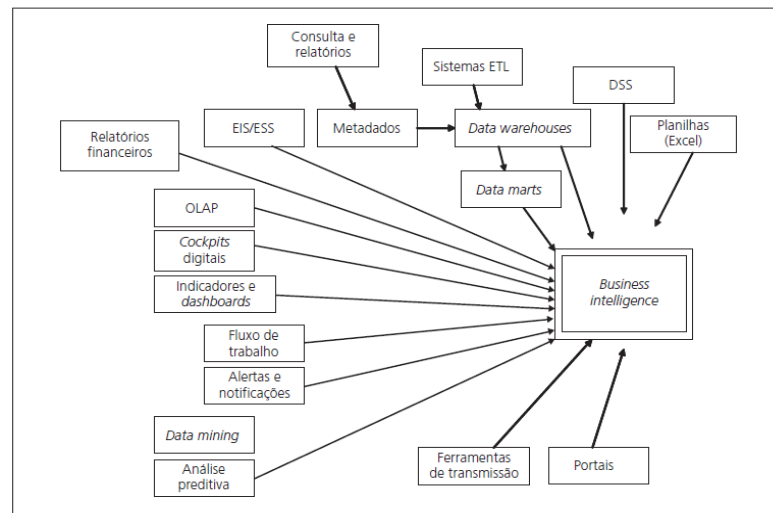 Consulta e
relatórios
Sistemas ETL
DSS
EIS/ESS
Metadados
Data warehouses
Planilhas
(Excel)
Relatórios
financeiros
Data marts
OLAP
Cockpits
digitais
Indicadores e
dashboards
Business
intelligence
Fluxo de
trabalho
Alertas e
notificações
Data mining
Análise
preditiva
Ferramentas
de transmissão
Portais